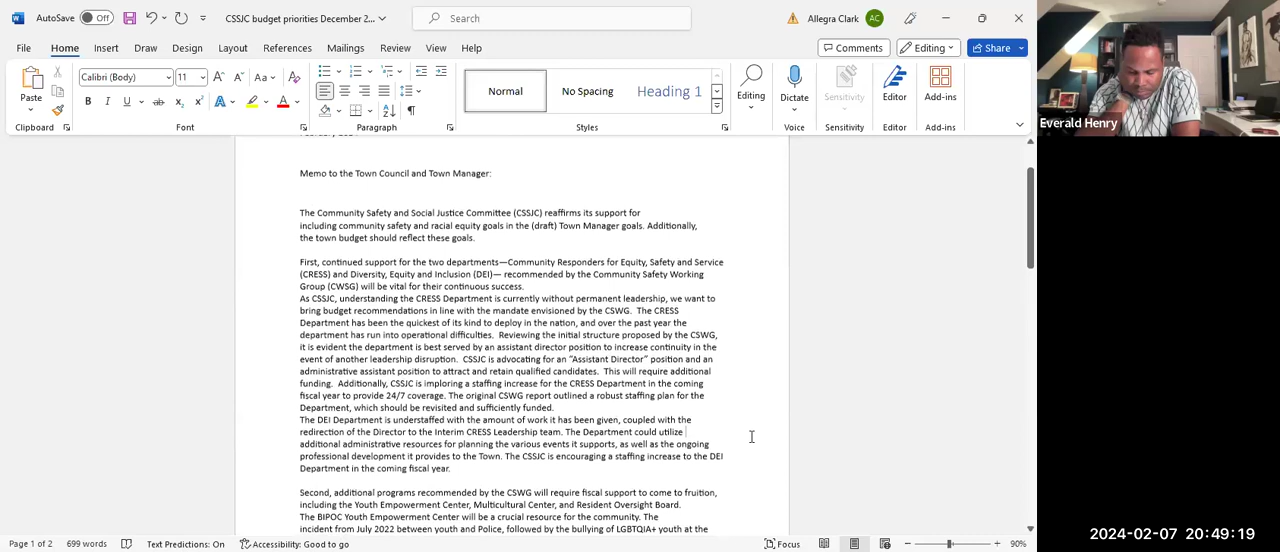 AutoSave Off CSSJC budget priorities December 2... Search Allegra Clark AC
File Home Insert Draw Design Layout References Mailings Review View Help Comments Editing Share
Calibri (Body) 11 A A Aa A Normal No Spacing Heading 1
Paste B I U ab x₂ x² A A Editing Dictate Sensitivity Editor Add-ins
Clipboard Font Paragraph Styles Voice Sensitivity Editor Add-ins
Everald Henry
Memo to the Town Council and Town Manager:
The Community Safety and Social Justice Committee (CSSJC) reaffirms its support for
including community safety and racial equity goals in the (draft) Town Manager goals. Additionally,
the town budget should reflect these goals.
First, continued support for the two departments—Community Responders for Equity, Safety and Service
(CRESS) and Diversity, Equity and Inclusion (DEI)— recommended by the Community Safety Working
Group (CWSG) will be vital for their continuous success.
As CSSJC, understanding the CRESS Department is currently without permanent leadership, we want to
bring budget recommendations in line with the mandate envisioned by the CSWG. The CRESS
Department has been the quickest of its kind to deploy in the nation, and over the past year the
department has run into operational difficulties. Reviewing the initial structure proposed by the CSWG,
it is evident the department is best served by an assistant director position to increase continuity in the
event of another leadership disruption. CSSJC is advocating for an “Assistant Director” position and an
administrative assistant position to attract and retain qualified candidates. This will require additional
funding. Additionally, CSSJC is imploring a staffing increase for the CRESS Department in the coming
fiscal year to provide 24/7 coverage. The original CSWG report outlined a robust staffing plan for the
Department, which should be revisited and sufficiently funded.
The DEI Department is understaffed with the amount of work it has been given, coupled with the
redirection of the Director to the Interim CRESS Leadership team. The Department could utilize
additional administrative resources for planning the various events it supports, as well as the ongoing
professional development it provides to the Town. The CSSJC is encouraging a staffing increase to the DEI
Department in the coming fiscal year.
Second, additional programs recommended by the CSWG will require fiscal support to come to fruition,
including the Youth Empowerment Center, Multicultural Center, and Resident Oversight Board.
The BIPOC Youth Empowerment Center will be a crucial resource for the community. The
incident from July 2022 between youth and Police, followed by the bullying of LGBTQIA+ youth at the
Page 1 of 2 699 words Text Predictions: On Accessibility: Good to go Focus 90%
2024-02-07 20:49:19